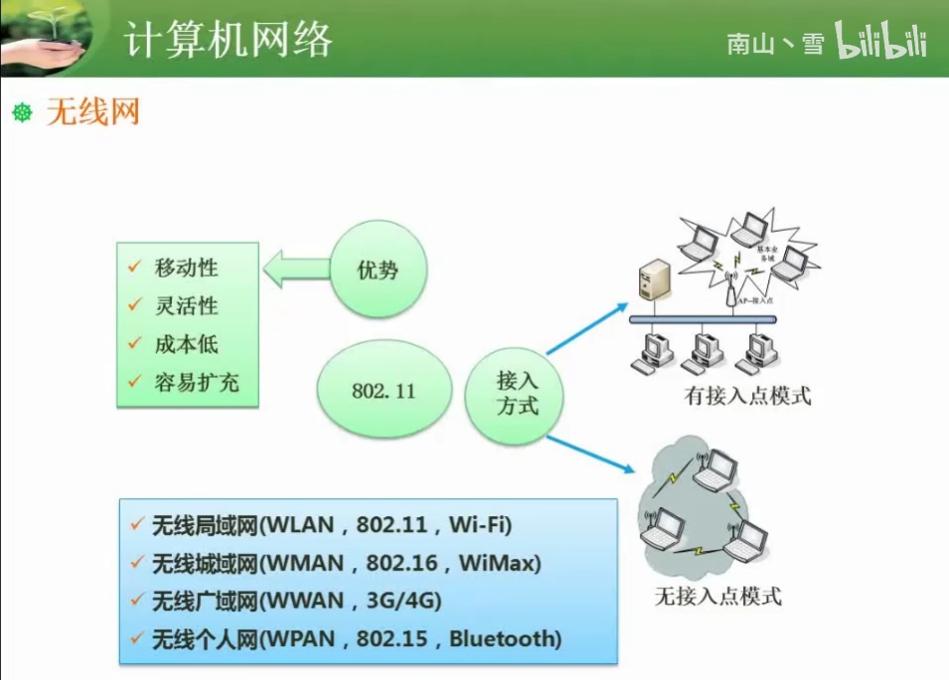 计算机网络
南山丶雪 bilibili
无线网
优势
移动性
灵活性
成本低
容易扩充
802.11
接入
方式
基本业
务域
AP-接入点
有接入点模式
无接入点模式
无线局域网(WLAN，802.11，Wi-Fi)
无线城域网(WMAN，802.16，WiMax)
无线广域网(WWAN，3G/4G)
无线个人网(WPAN，802.15，Bluetooth)